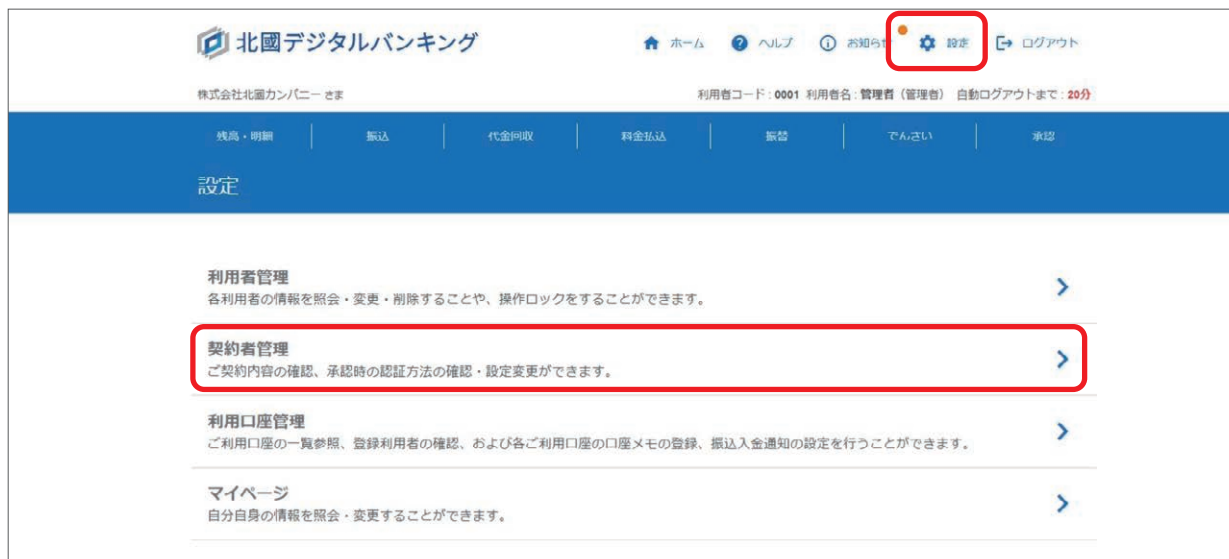 北國デジタルバンキング
ホーム ヘルプ お知らせ 設定 ログアウト
株式会社北國カンパニー さま 利用者コード：0001 利用者名：管理者（管理者） 自動ログアウトまで：20分
残高・明細 振込 代金回収 料金払込 振替 でんさい 承認
設定
利用者管理
各利用者の情報を照会・変更・削除することや、操作ロックをすることができます。
契約者管理
ご契約内容の確認、承認時の認証方法の確認・設定変更ができます。
利用口座管理
ご利用口座の一覧参照、登録利用者の確認、および各ご利用口座の口座メモの登録、振込入金通知の設定を行うことができます。
マイページ
自分自身の情報を照会・変更することができます。